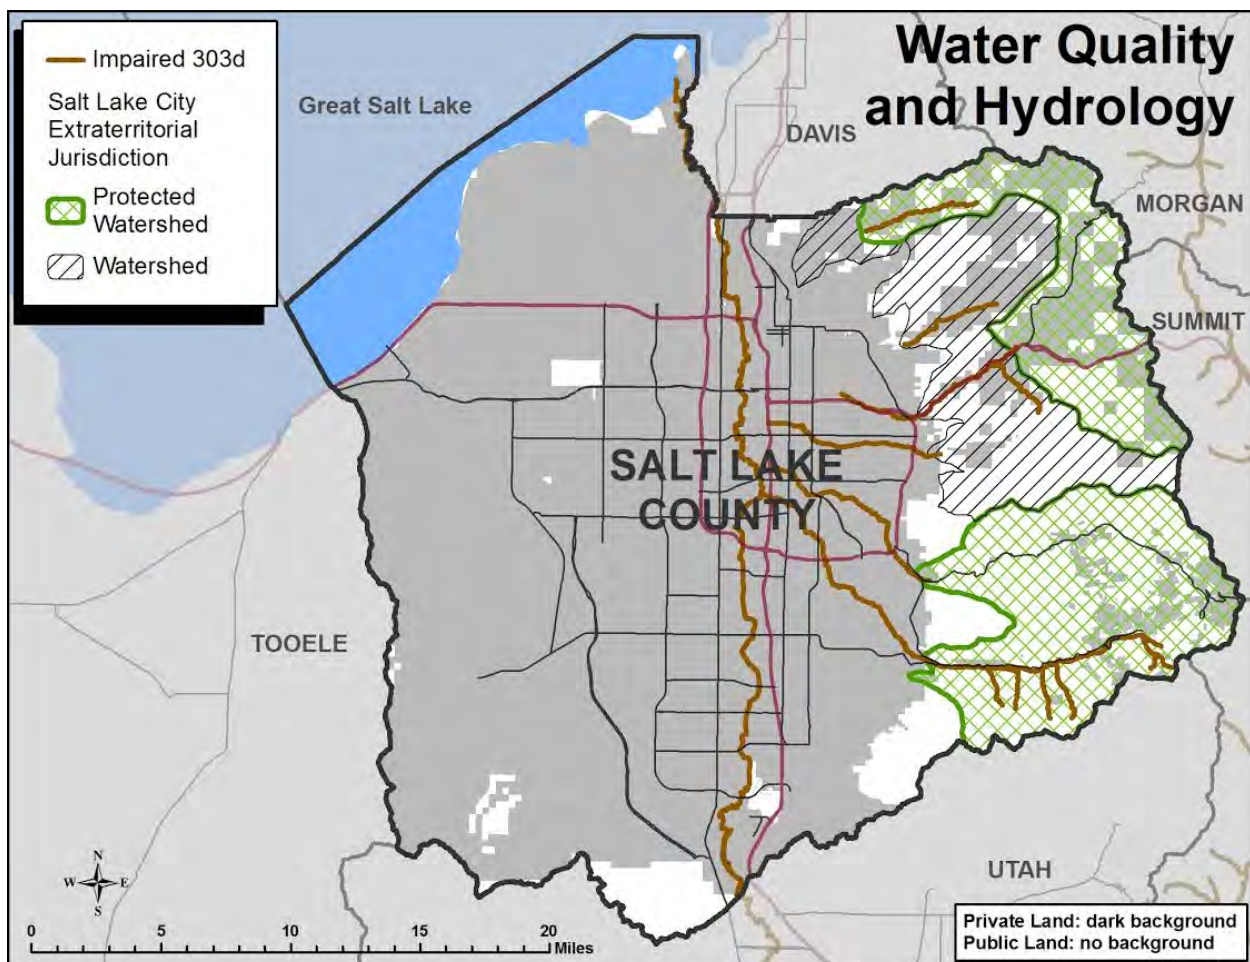 Water Quality
and Hydrology
Impaired 303d
Salt Lake City
Extraterritorial
Jurisdiction
Protected
Watershed
Watershed
Great Salt Lake
DAVIS
MORGAN
SUMMIT
SALT LAKE
COUNTY
TOOELE
UTAH
N
W E
S
0 5 10 15 20
Miles
Private Land: dark background
Public Land: no background